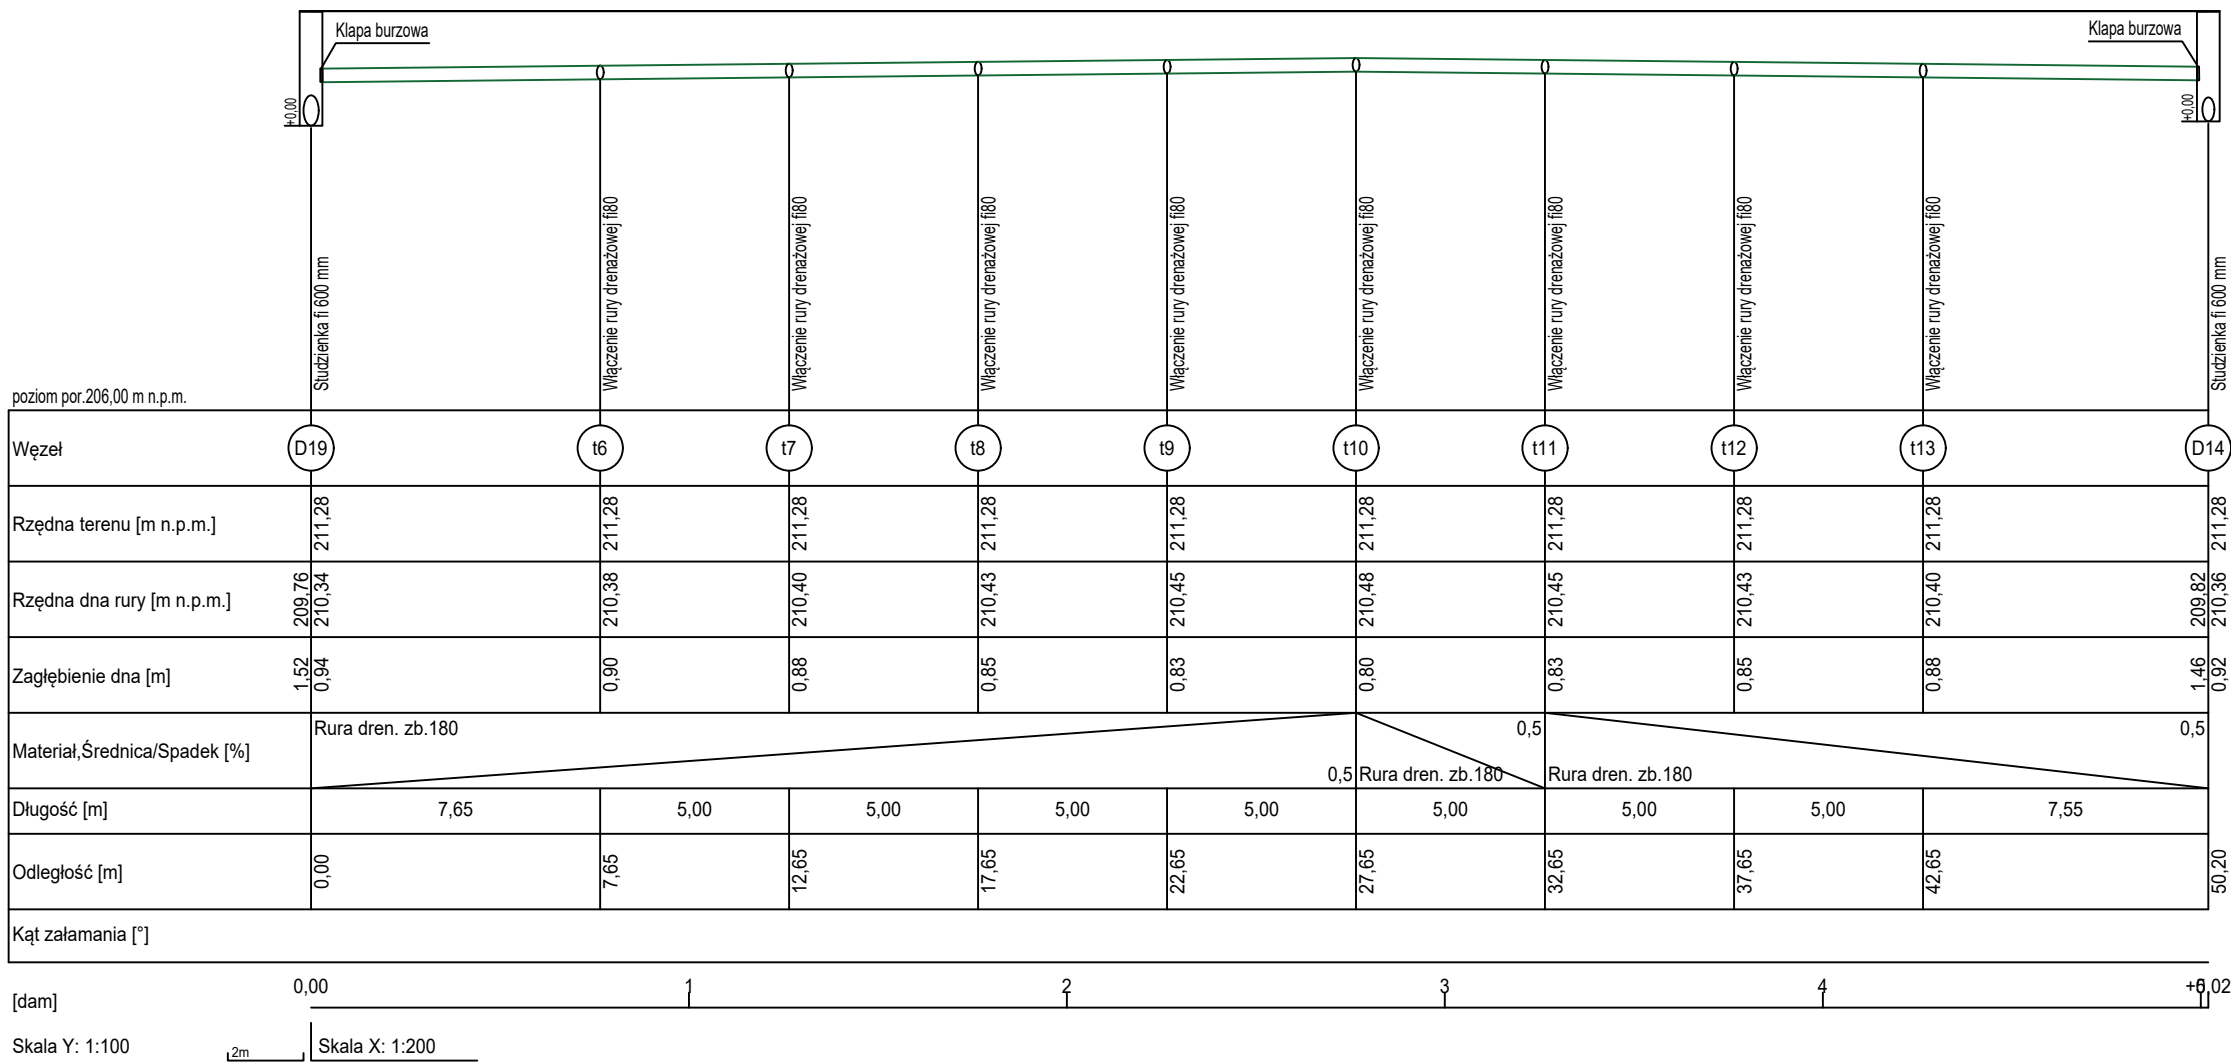 Klapa burzowa
Klapa burzowa
+0,00
+0,00
Studzienka fi 600 mm
Włączenie rury drenażowej fi80
Włączenie rury drenażowej fi80
Włączenie rury drenażowej fi80
Włączenie rury drenażowej fi80
Włączenie rury drenażowej fi80
Włączenie rury drenażowej fi80
Włączenie rury drenażowej fi80
Włączenie rury drenażowej fi80
Studzienka fi 600 mm
poziom por.206,00 m n.p.m.
Węzeł D19 t6 t7 t8 t9 t10 t11 t12 t13 D14
Rzędna terenu [m n.p.m.] 211,28 211,28 211,28 211,28 211,28 211,28 211,28 211,28 211,28 211,28
Rzędna dna rury [m n.p.m.] 209,76 210,34 210,38 210,40 210,43 210,45 210,48 210,45 210,43 210,40 209,82 210,36
Zagłębienie dna [m] 1,52 0,94 0,90 0,88 0,85 0,83 0,80 0,83 0,85 0,88 1,46 0,92
Rura dren. zb.180 0,5 0,5
Materiał,Średnica/Spadek [%]
0,5 Rura dren. zb.180 Rura dren. zb.180
Długość [m] 7,65 5,00 5,00 5,00 5,00 5,00 5,00 5,00 7,55
Odległość [m] 0,00 7,65 12,65 17,65 22,65 27,65 32,65 37,65 42,65 50,20
Kąt załamania [°]
0,00 1 2 3 4 5 +0,02
[dam]
Skala Y: 1:100 2m Skala X: 1:200